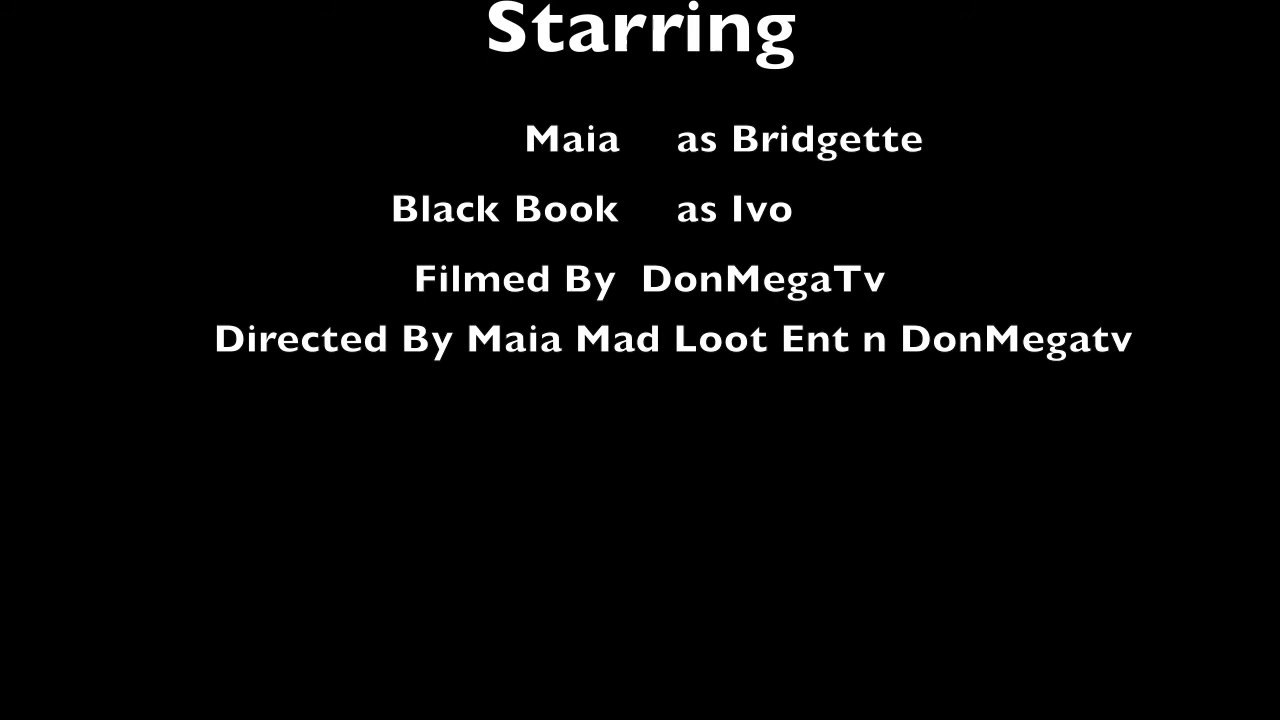 Starring
Maia as Bridgette
Black Book as Ivo
Filmed By DonMegaTv
Directed By Maia Mad Loot Ent n DonMegatv